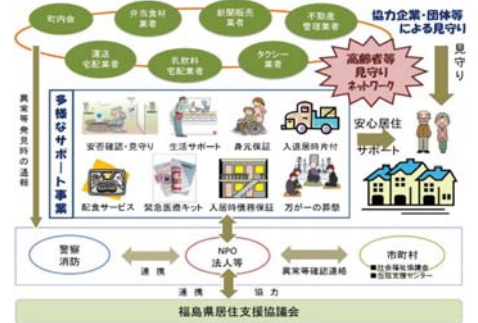 町内会
弁当食材
業者
新聞販売
業者
不動産
管理業者
協力企業・団体等
による見守り
運送
宅配業者
乳飲料
宅配業者
タクシー
業者
高齢者等
見守り
ネットワーク
見守り
異常等発見時の通報
多様なサポート事業
安否確認・見守り
生活サポート
身元保証
入退居時片付
安心居住
サポート
配食サービス
緊急医療キット
入居時債務保証
万が一の葬祭
警察
消防
連携
NPO
法人等
異常等確認連絡
市町村
■社会福祉協議会
連携
協力
福島県居住支援協議会